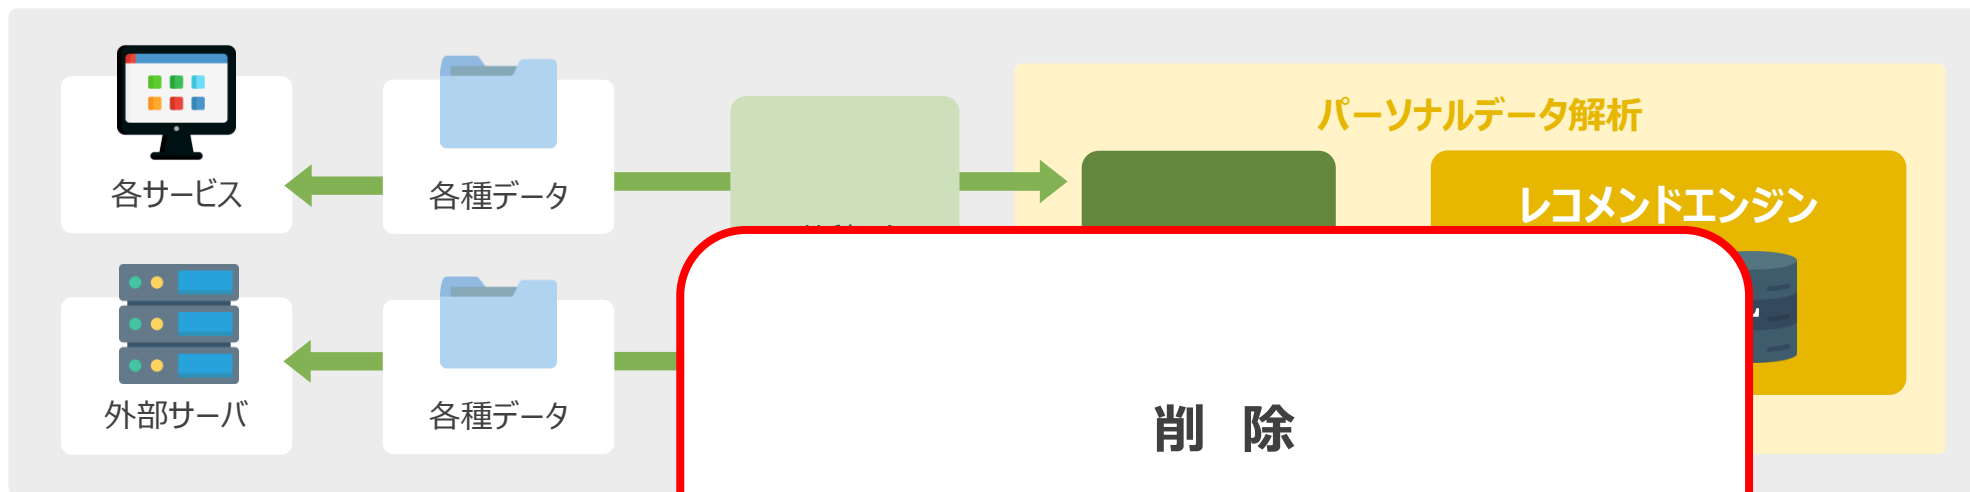 パーソナルデータ解析
レコメンドエンジン
各サービス
各種データ
外部サーバ
各種データ
削 除